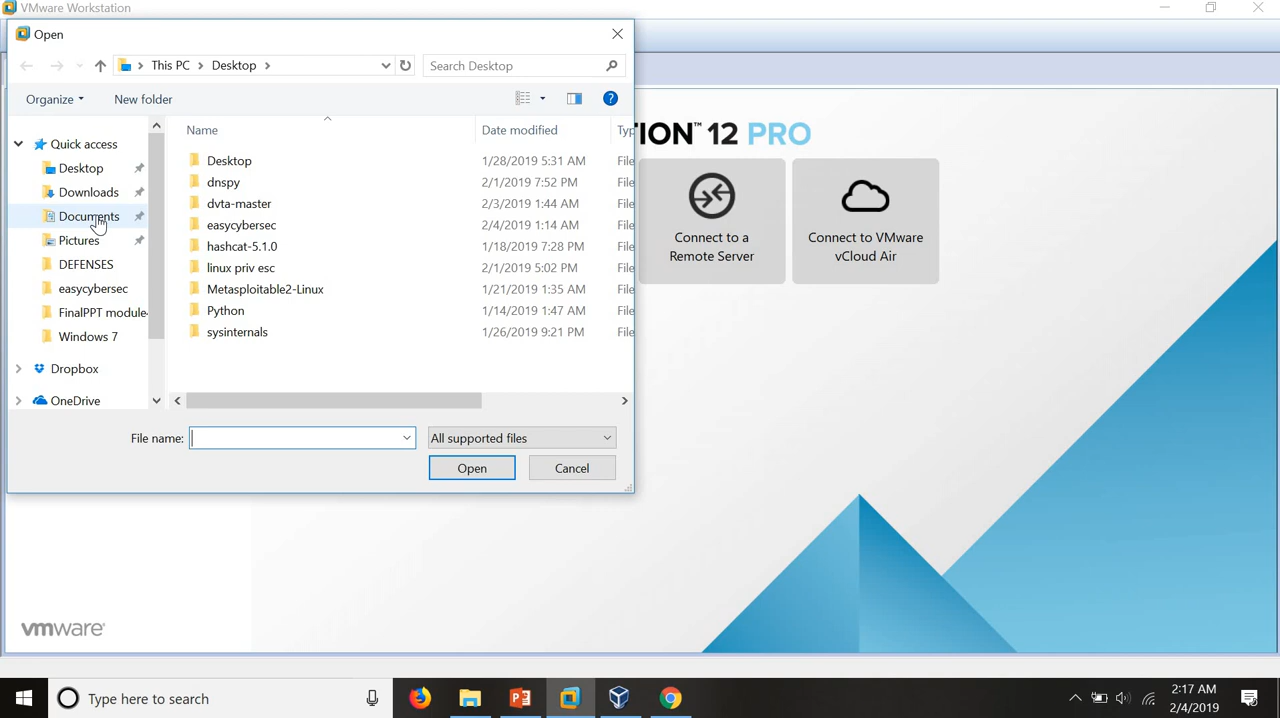 VMware Workstation
Open
This PC > Desktop >
Search Desktop
Organize
New folder
Name
Date modified
Typ
Quick access
Desktop
Downloads
Documents
Pictures
DEFENSES
easycybersec
FinalPPT module
Windows 7
Dropbox
OneDrive
Desktop 1/28/2019 5:31 AM File
dnspy 2/1/2019 7:52 PM File
dvta-master 2/3/2019 1:44 AM File
easycybersec 2/4/2019 1:14 AM File
hashcat-5.1.0 1/18/2019 7:28 PM File
linux priv esc 2/1/2019 5:02 PM File
Metasploitable2-Linux 1/21/2019 1:35 AM File
Python 1/14/2019 1:47 AM File
sysinternals 1/26/2019 9:21 PM File
File name:
All supported files
Open
Cancel
TION™ 12 PRO
Connect to a
Remote Server
Connect to VMware
vCloud Air
vmware®
Type here to search
2:17 AM
2/4/2019